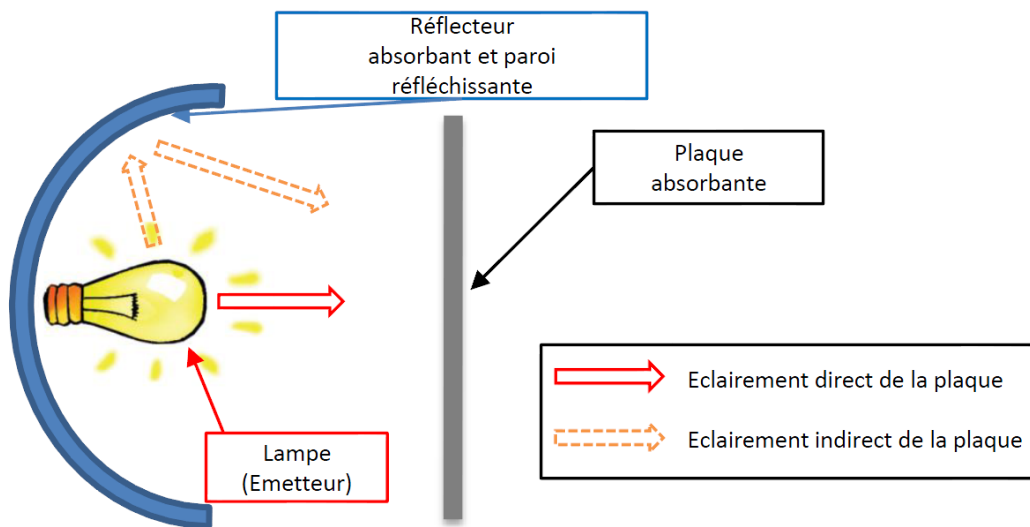 Réflecteur
absorbant et paroi
réfléchissante
Plaque
absorbante
Lampe
(Emetteur)
Eclairement direct de la plaque
Eclairement indirect de la plaque